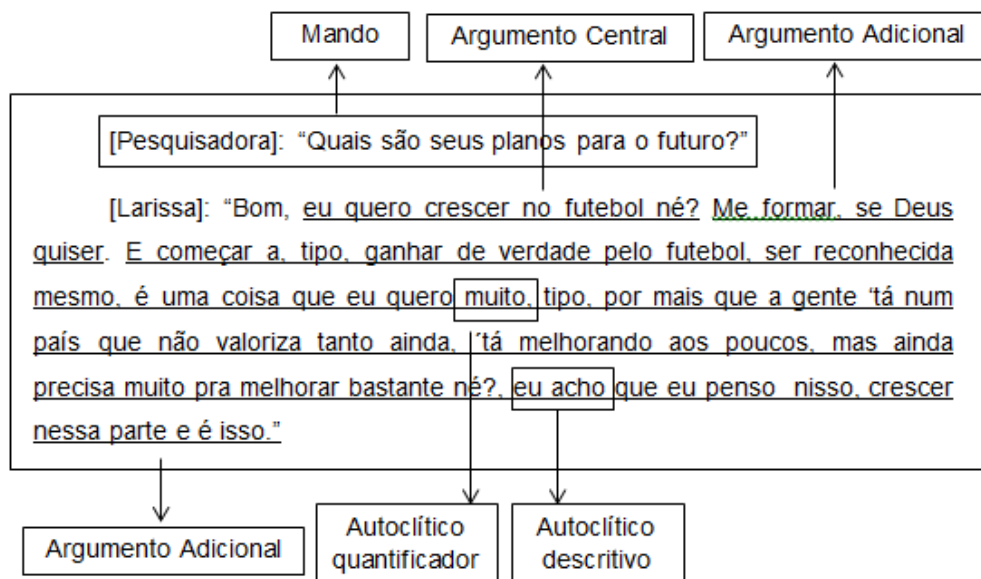 Mando
Argumento Central
Argumento Adicional
[Pesquisadora]: “Quais são seus planos para o futuro?”
[Larissa]: “Bom, eu quero crescer no futebol né? Me formar, se Deus
quiser. E começar a, tipo, ganhar de verdade pelo futebol, ser reconhecida
mesmo, é uma coisa que eu quero muito, tipo, por mais que a gente ‘tá num
país que não valoriza tanto ainda, ´tá melhorando aos poucos, mas ainda
precisa muito pra melhorar bastante né?, eu acho que eu penso nisso, crescer
nessa parte e é isso.”
Argumento Adicional
Autoclítico
quantificador
Autoclítico
descritivo